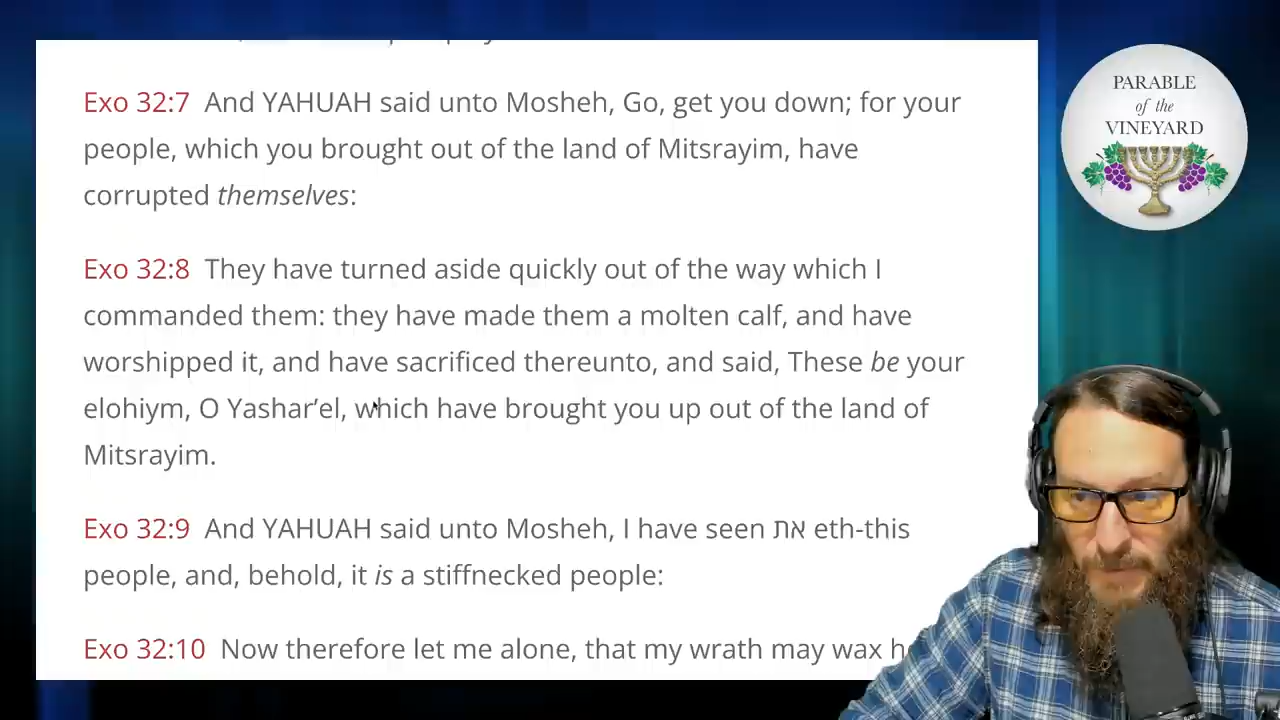 Exo 32:7 And YAHUAH said unto Mosheh, Go, get you down; for your
people, which you brought out of the land of Mitsrayim, have
corrupted themselves:
Exo 32:8 They have turned aside quickly out of the way which I
commanded them: they have made them a molten calf, and have
worshipped it, and have sacrificed thereunto, and said, These be your
elohiym, O Yashar’el, which have brought you up out of the land of
Mitsrayim.
Exo 32:9 And YAHUAH said unto Mosheh, I have seen את eth-this
people, and, behold, it is a stiffnecked people:
Exo 32:10 Now therefore let me alone, that my wrath may wax
PARABLE
of the
VINEYARD